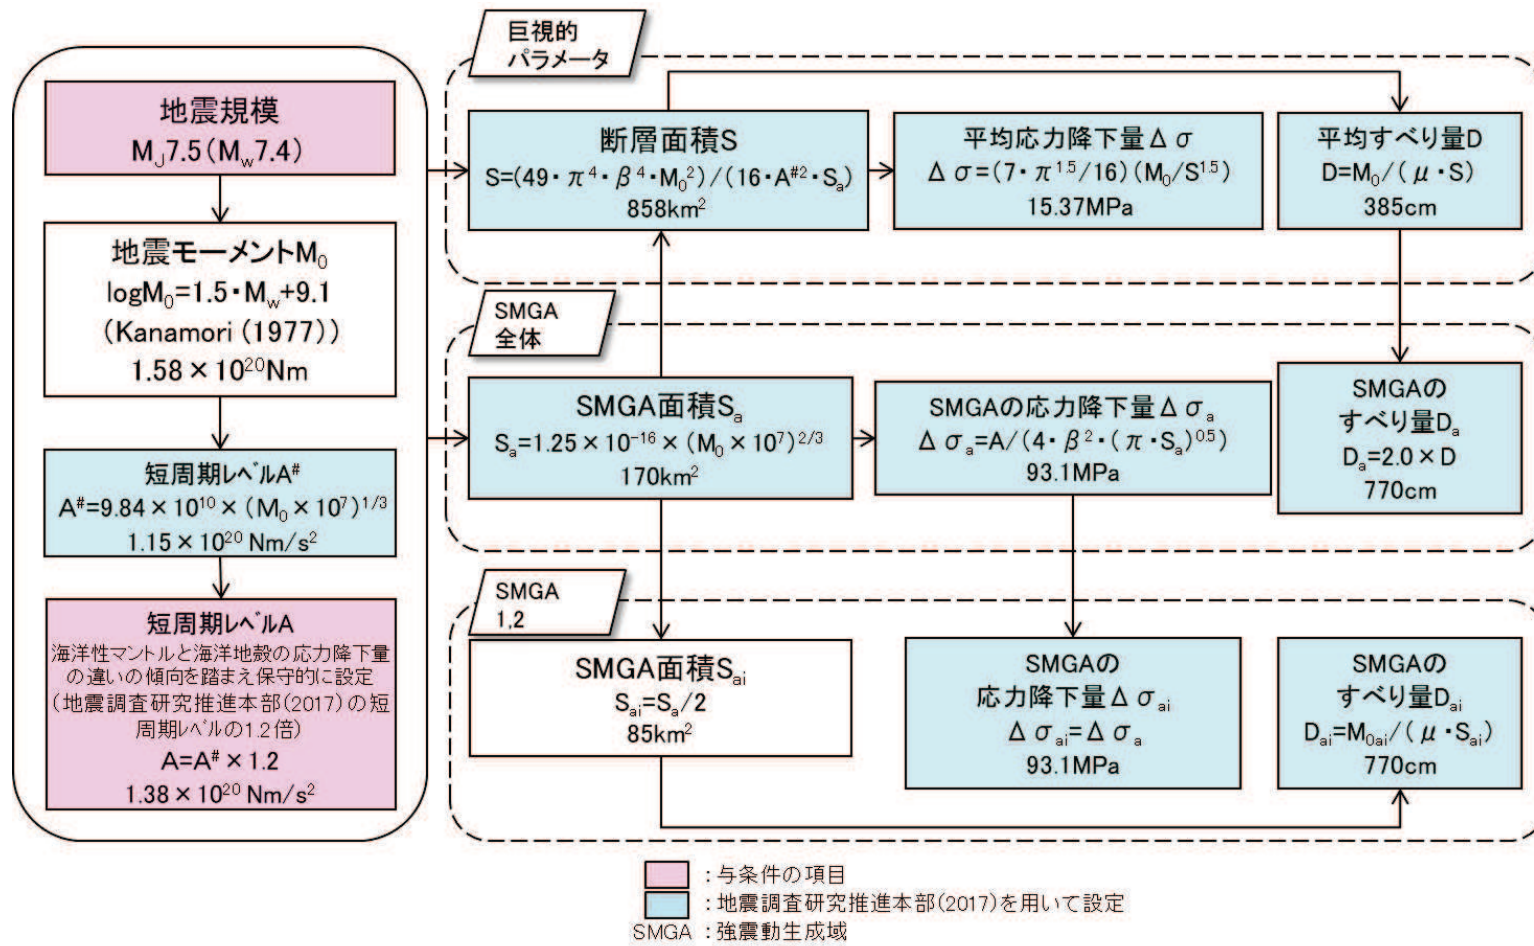 地震規模
MJ7.5(Mw7.4)
地震モーメントM0
logM0=1.5・Mw+9.1
(Kanamori(1977))
1.58×10²⁰Nm
短周期レベルA#
A#=9.84×10¹⁰×(M0×10⁷)¹/³
1.15×10²⁰ Nm/s²
短周期レベルA
海洋性マントルと海洋地殻の応力降下量
の違いの傾向を踏まえ保守的に設定
(地震調査研究推進本部(2017)の短
周期レベルの1.2倍)
A=A#×1.2
1.38×10²⁰ Nm/s²
巨視的
パラメータ
断層面積S
S=(49・π⁴・β⁴・M0²)/(16・A#²・Sa)
858km²
平均応力降下量Δσ
Δσ=(7・π¹·⁵/16)(M0/S¹·⁵)
15.37MPa
平均すべり量D
D=M0/(μ・S)
385cm
SMGA
全体
SMGA面積Sa
Sa=1.25×10⁻¹⁶×(M0×10⁷)²/³
170km²
SMGAの応力降下量Δσa
Δσa=A/(4・β²・(π・Sa)⁰·⁵)
93.1MPa
SMGAの
すべり量Da
Da=2.0×D
770cm
SMGA
1,2
SMGA面積Sai
Sai=Sa/2
85km²
SMGAの
応力降下量Δσai
Δσai=Δσa
93.1MPa
SMGAの
すべり量Dai
Dai=M0ai/(μ・Sai)
770cm
:与条件の項目
:地震調査研究推進本部(2017)を用いて設定
SMGA :強震動生成域